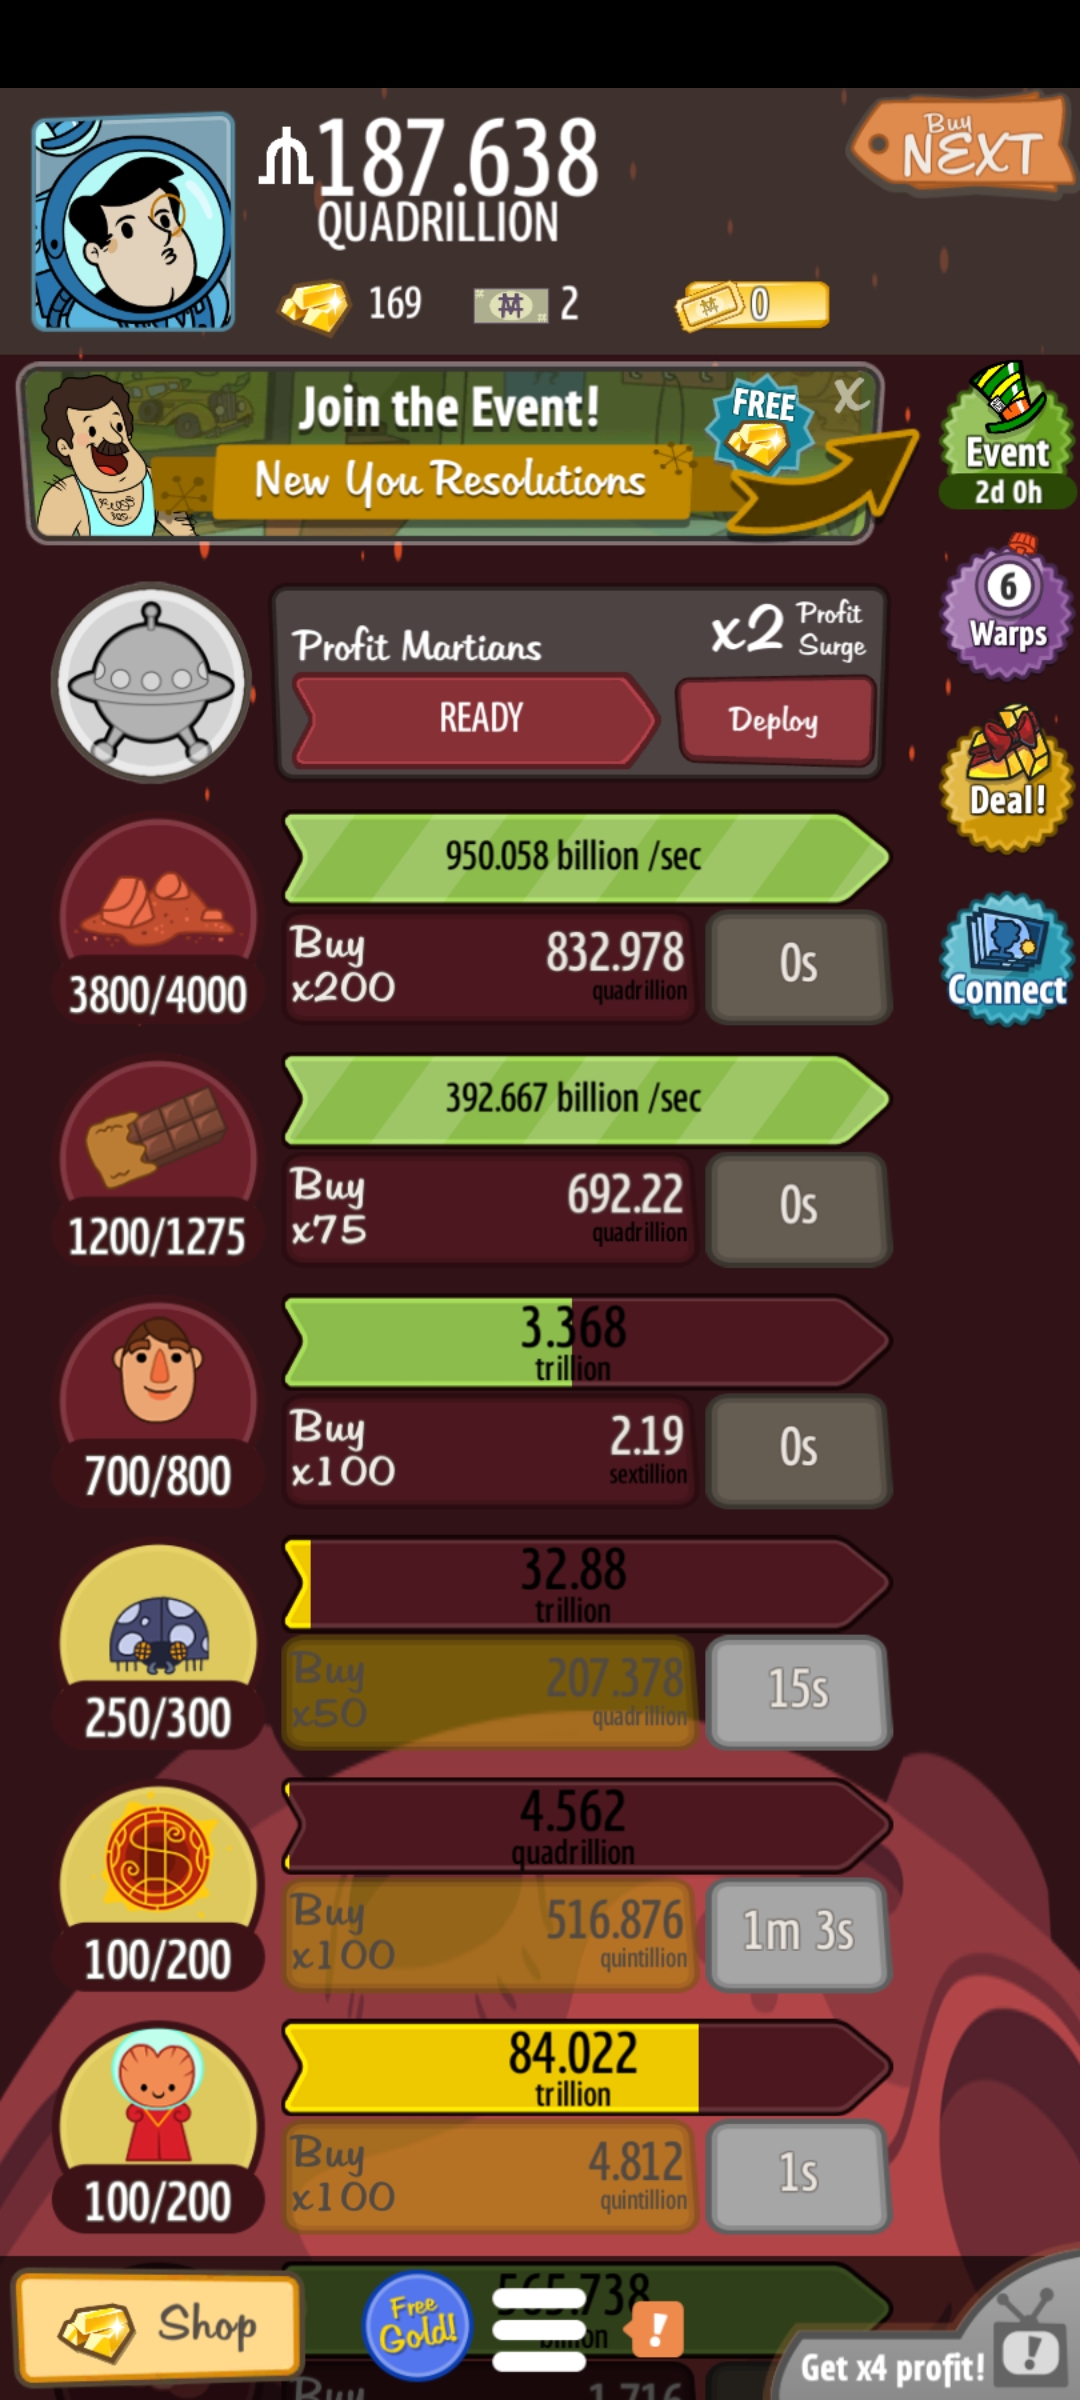 187.638
QUADRILLION
Buy
NEXT
169
2
0
Join the Event!
FREE
X
New You Resolutions
Event
2d 0h
6
Warps
Profit Martians
x2 Profit
Surge
READY
Deploy
Deal!
950.058 billion /sec
Buy
x200
832.978
quadrillion
0s
3800/4000
Connect
392.667 billion /sec
Buy
x75
692.22
quadrillion
0s
1200/1275
3.368
trillion
Buy
x100
2.19
sextillion
0s
700/800
32.88
trillion
Buy
x50
207.378
quadrillion
15s
250/300
4.562
quadrillion
Buy
x100
516.876
quintillion
1m 3s
100/200
84.022
trillion
Buy
x100
4.812
quintillion
1s
100/200
565.738
Shop
Free
Gold!
!
Get x4 profit!
!
Buy
1.716